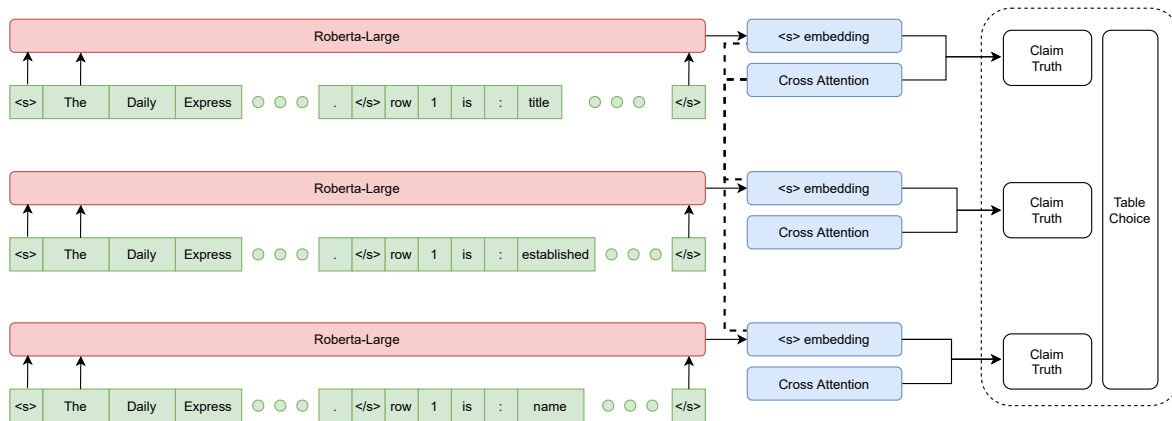 Roberta-Large
<s> embedding
Cross Attention
Claim
Truth
<s> The Daily Express . </s> row 1 is : title </s>
Roberta-Large
<s> embedding
Cross Attention
Claim
Truth
Table
Choice
<s> The Daily Express . </s> row 1 is : established </s>
Roberta-Large
<s> embedding
Cross Attention
Claim
Truth
<s> The Daily Express . </s> row 1 is : name </s>